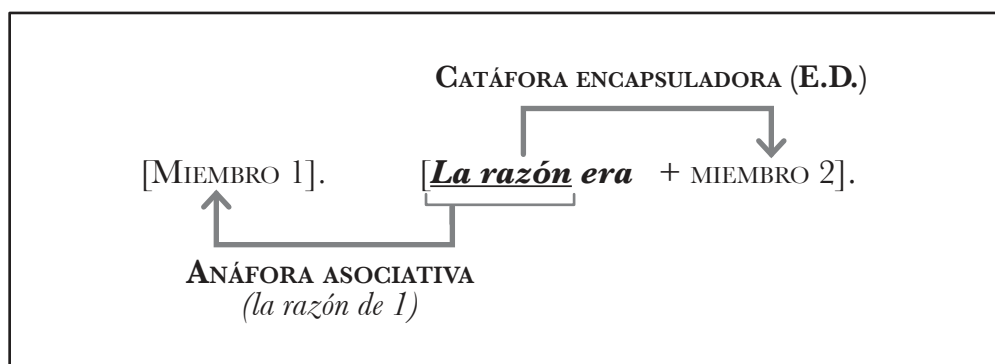 CATÁFORA ENCAPSULADORA (E.D.)
[MIEMBRO 1]. [La razón era + MIEMBRO 2].
ANÁFORA ASOCIATIVA
(la razón de 1)